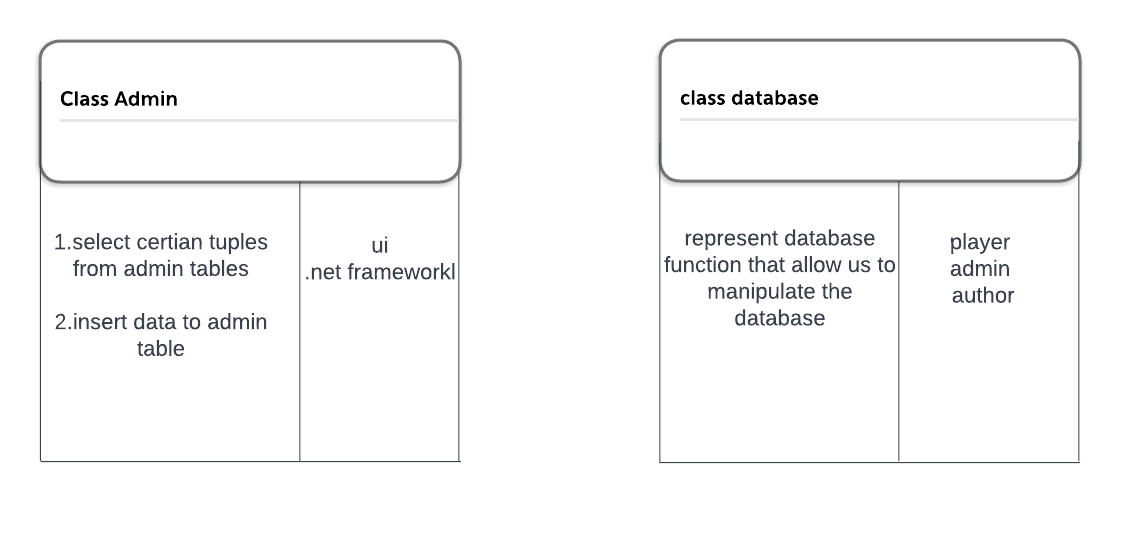 Class Admin
1.select certian tuples
from admin tables
2.insert data to admin
table
ui
.net frameworkl
class database
represent database
function that allow us to
manipulate the
database
player
admin
author